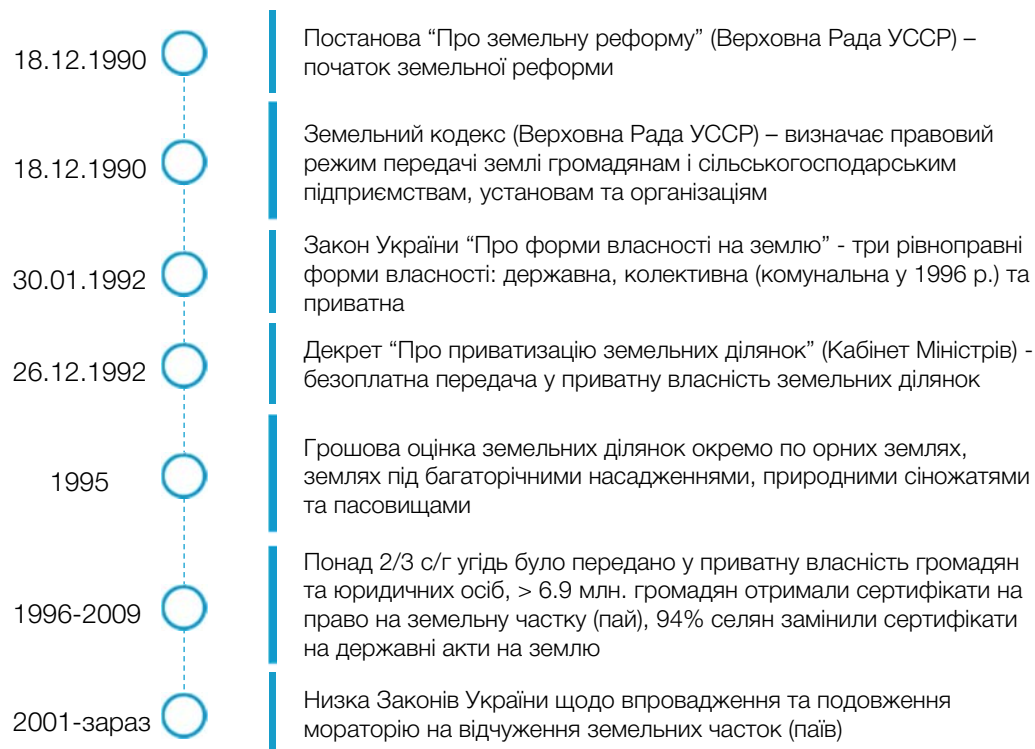 18.12.1990
Постанова “Про земельну реформу” (Верховна Рада УССР) –
початок земельної реформи
18.12.1990
Земельний кодекс (Верховна Рада УССР) – визначає правовий
режим передачі землі громадянам і сільськогосподарським
підприємствам, установам та організаціям
30.01.1992
Закон України “Про форми власності на землю” - три рівноправні
форми власності: державна, колективна (комунальна у 1996 р.) та
приватна
26.12.1992
Декрет “Про приватизацію земельних ділянок” (Кабінет Міністрів) -
безоплатна передача у приватну власність земельних ділянок
1995
Грошова оцінка земельних ділянок окремо по орних землях,
землях під багаторічними насадженнями, природними сіножатями
та пасовищами
1996-2009
Понад 2/3 с/г угідь було передано у приватну власність громадян
та юридичних осіб, > 6.9 млн. громадян отримали сертифікати на
право на земельну частку (пай), 94% селян замінили сертифікати
на державні акти на землю
2001-зараз
Низка Законів України щодо впровадження та подовження
мораторію на відчуження земельних часток (паїв)